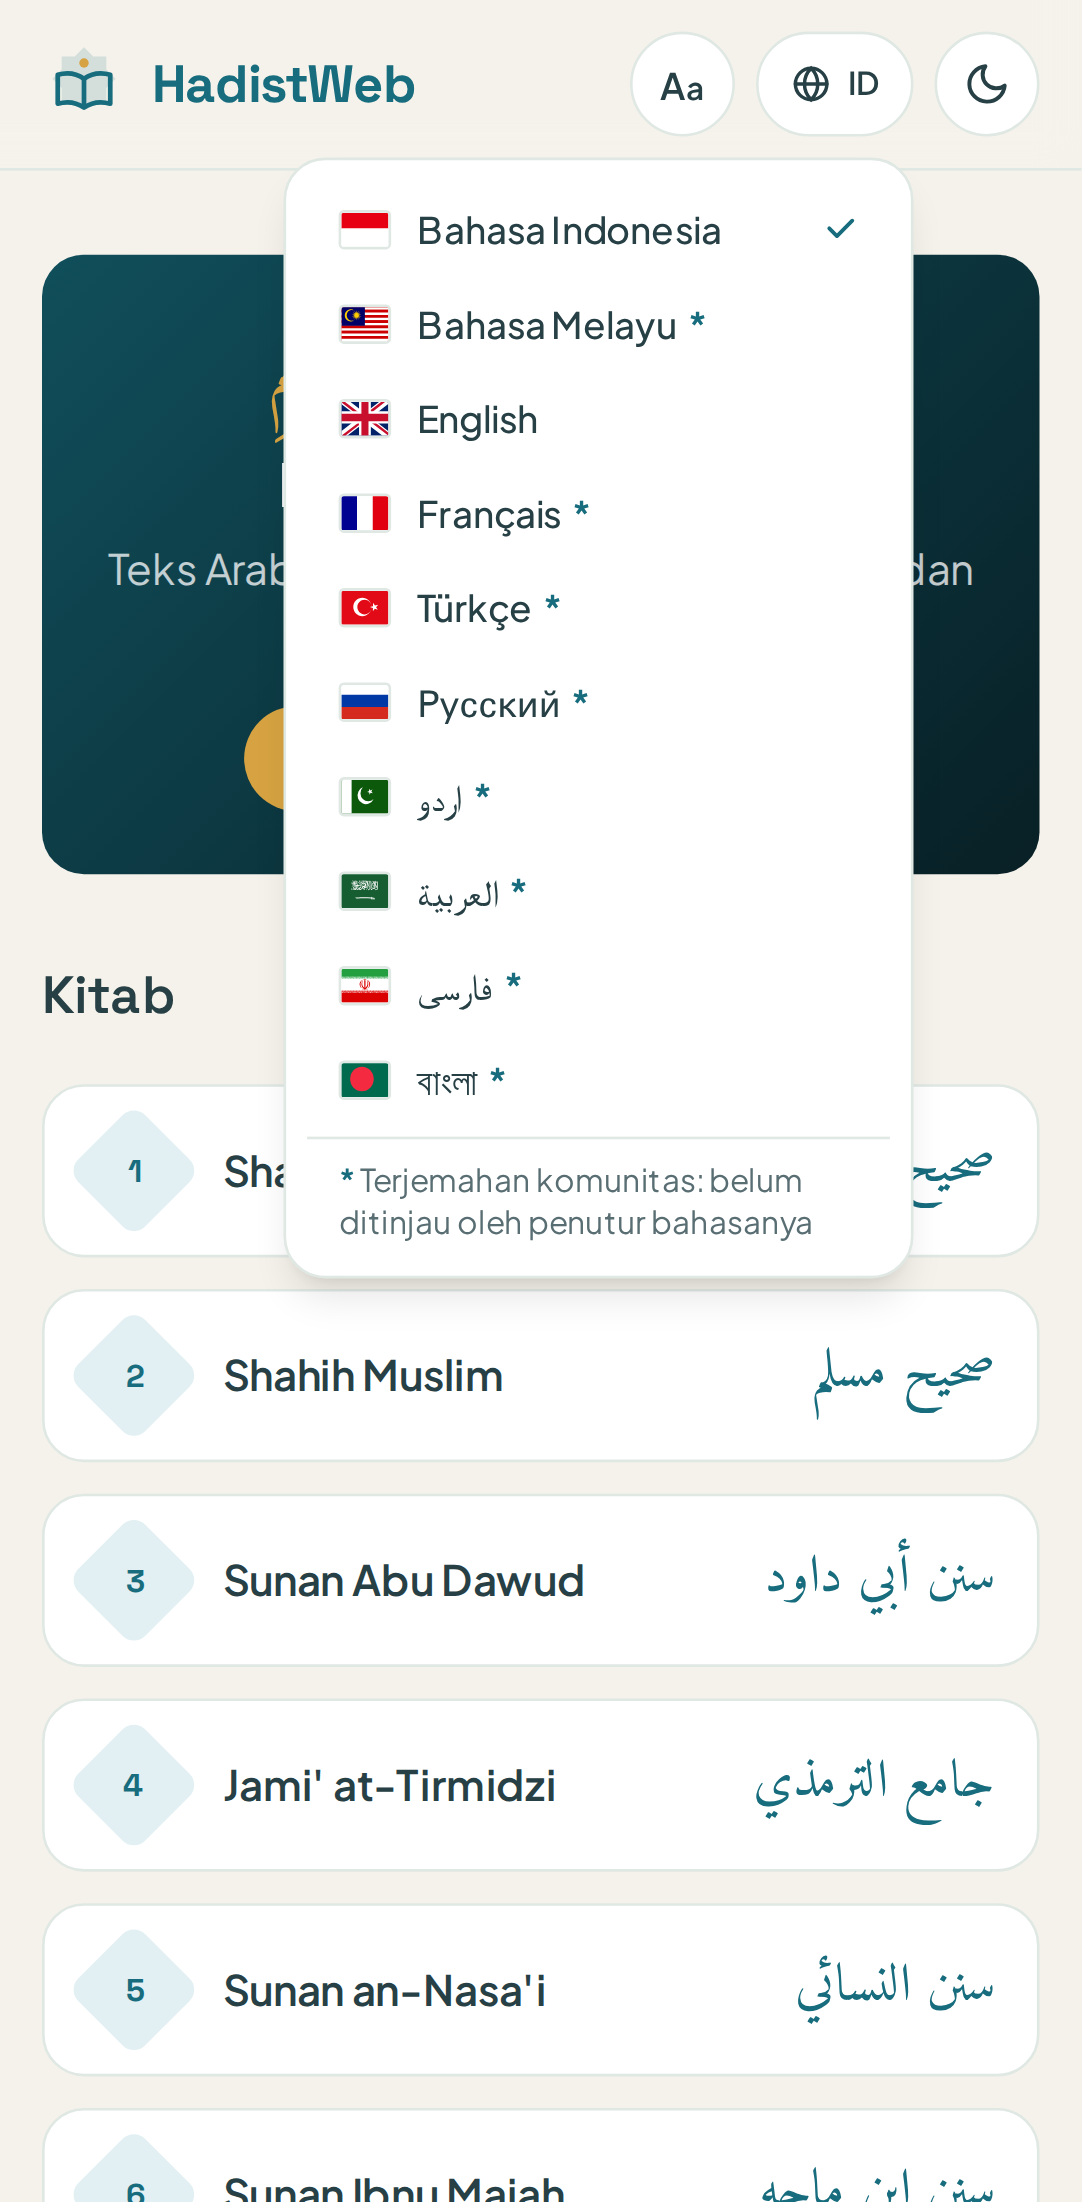 HadistWeb
Aa
ID
Bahasa Indonesia
Bahasa Melayu *
English
Français *
Türkçe *
Русский *
اردو *
العربية *
فارسی *
বাংলা *
* Terjemahan komunitas: belum
ditinjau oleh penutur bahasanya
Teks Arab
dan
Kitab
1
صحيح
2 Shahih Muslim صحيح مسلم
3 Sunan Abu Dawud سنن أبي داود
4 Jami' at-Tirmidzi جامع الترمذي
5 Sunan an-Nasa'i سنن النسائي
6 Sunan Ibnu Majah سنن ابن ماجه